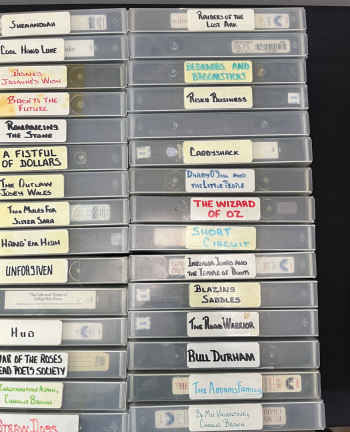 Shenandoah
Cool Hand Luke
Back to the
Future
Romancing
the Stone
A Fistful
of Dollars
The Outlaw
Josey Wales
Two Mules for
Sister Sara
Hang 'Em High
Unforgiven
Hud
War of the Roses
Dead Poets Society
Charlie Brown
Straw Dogs
Raiders of the
Lost Ark
Bedknobs and
Broomsticks
Risky Business
Caddyshack
Darby O'Gill and
the Little People
The Wizard
of Oz
Short
Circuit
Indiana Jones and
the Temple of Doom
Blazing
Saddles
The Road Warrior
Bull Durham
The Addams Family
Be My Valentine,
Charlie Brown